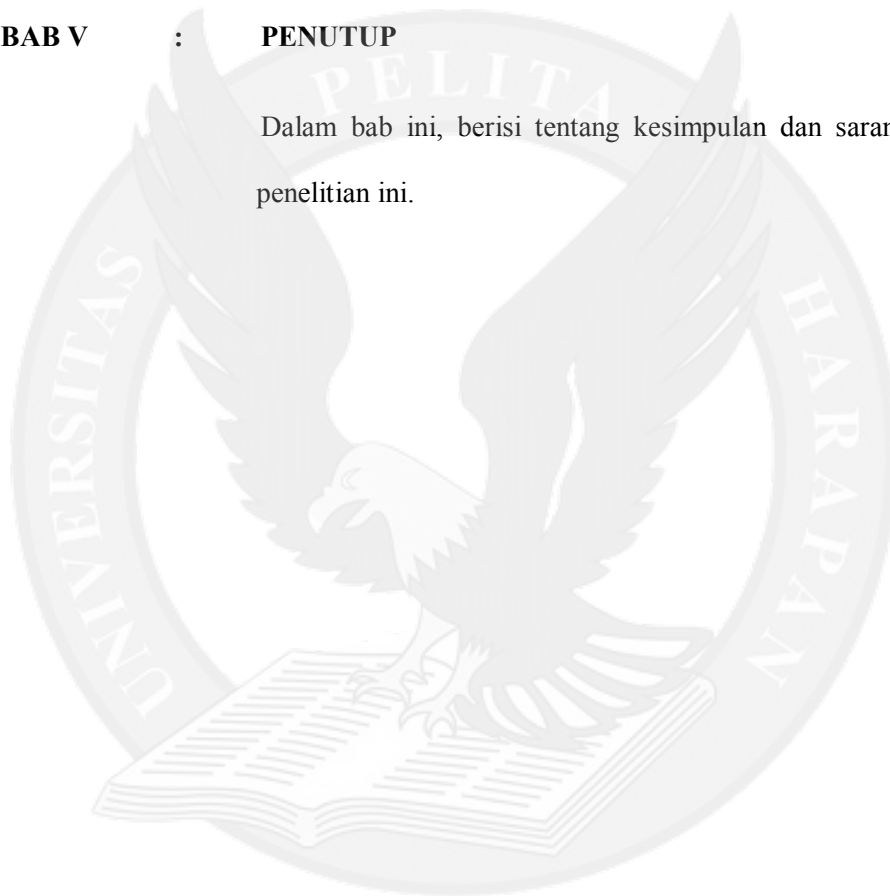 BAB V : PENUTUP
Dalam bab ini, berisi tentang kesimpulan dan saran
penelitian ini.
UNIVERSITAS PELITA HARAPAN